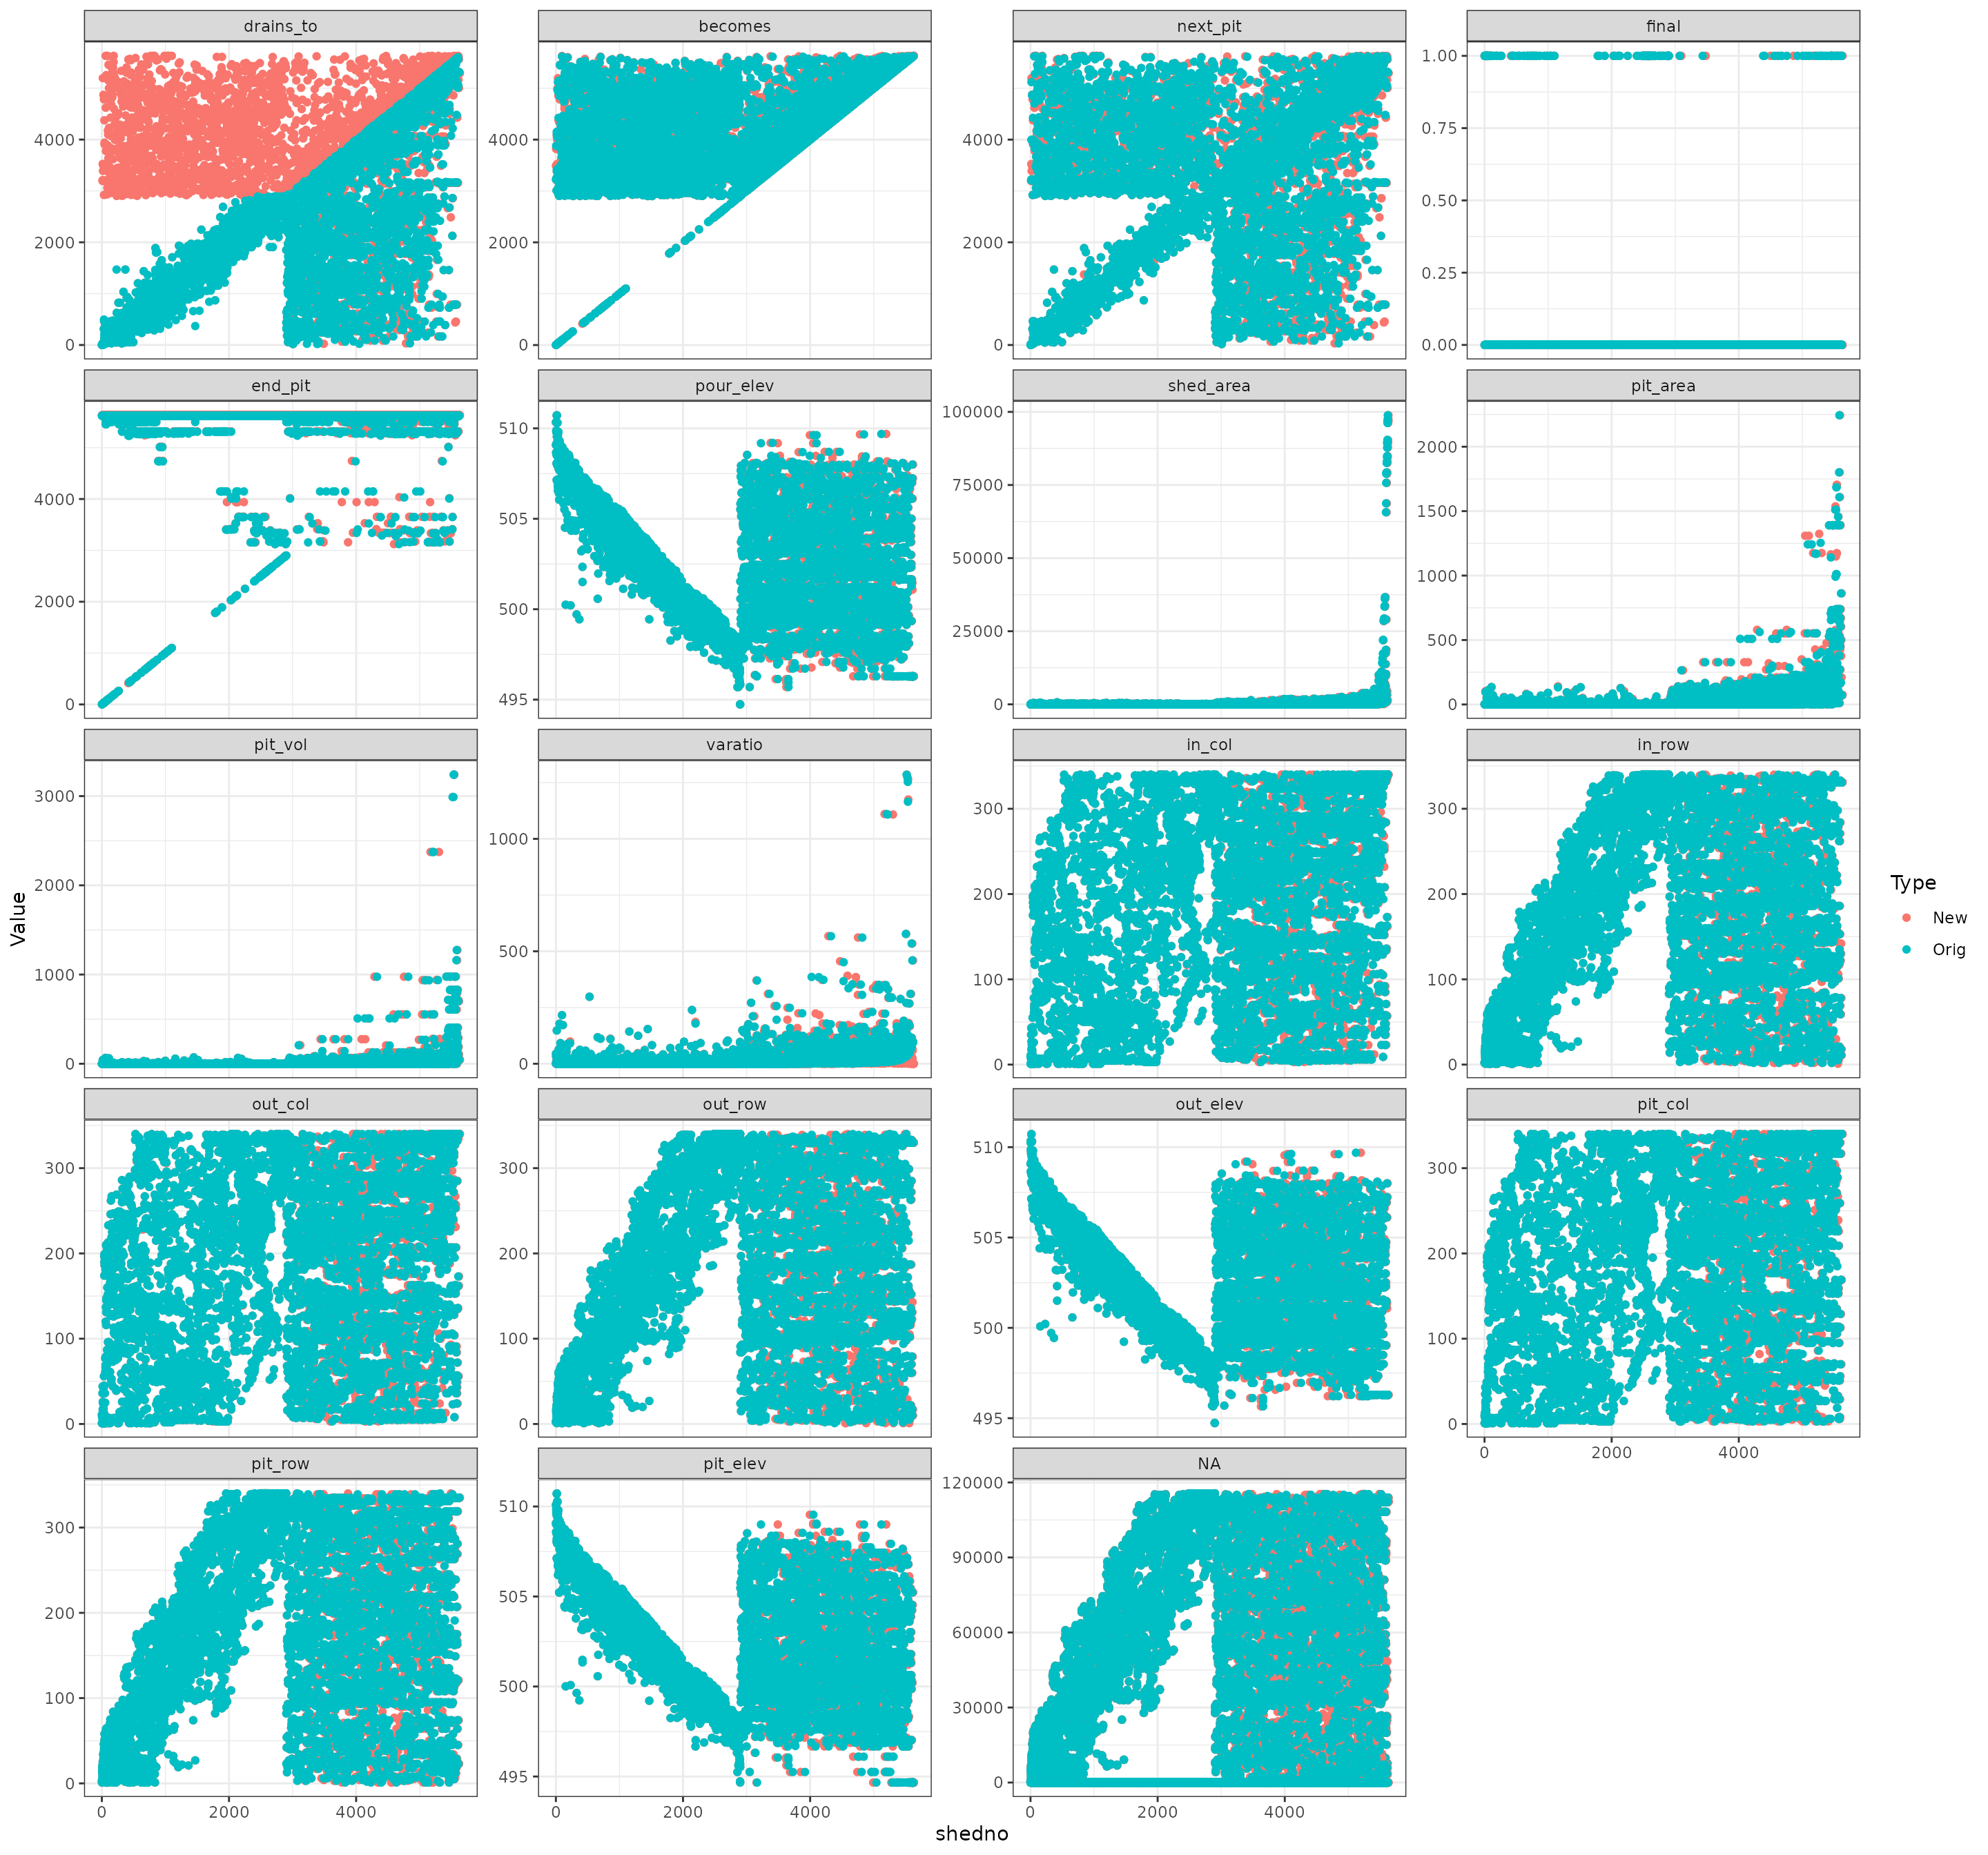 drains_to becomes next_pit final
4000 4000 4000 1.00
2000 2000 2000 0.75
0 0 0 0.50
0.25
0.00
end_pit pour_elev shed_area pit_area
4000 510 100000 2000
2000 505 75000 1500
0 500 50000 1000
495 25000 500
0 0
pit_vol varatio in_col in_row
3000 1000 300 300
2000 500 200 200
1000 0 100 100
0 0 0
Value
Type
New
Orig
out_col out_row out_elev pit_col
300 300 510 300
200 200 505 200
100 100 500 100
0 0 495 0
0 2000 4000
pit_row pit_elev NA
300 510 120000
200 505 90000
100 500 60000
0 495 30000
0
0 2000 4000 0 2000 4000 0 2000 4000
shedno